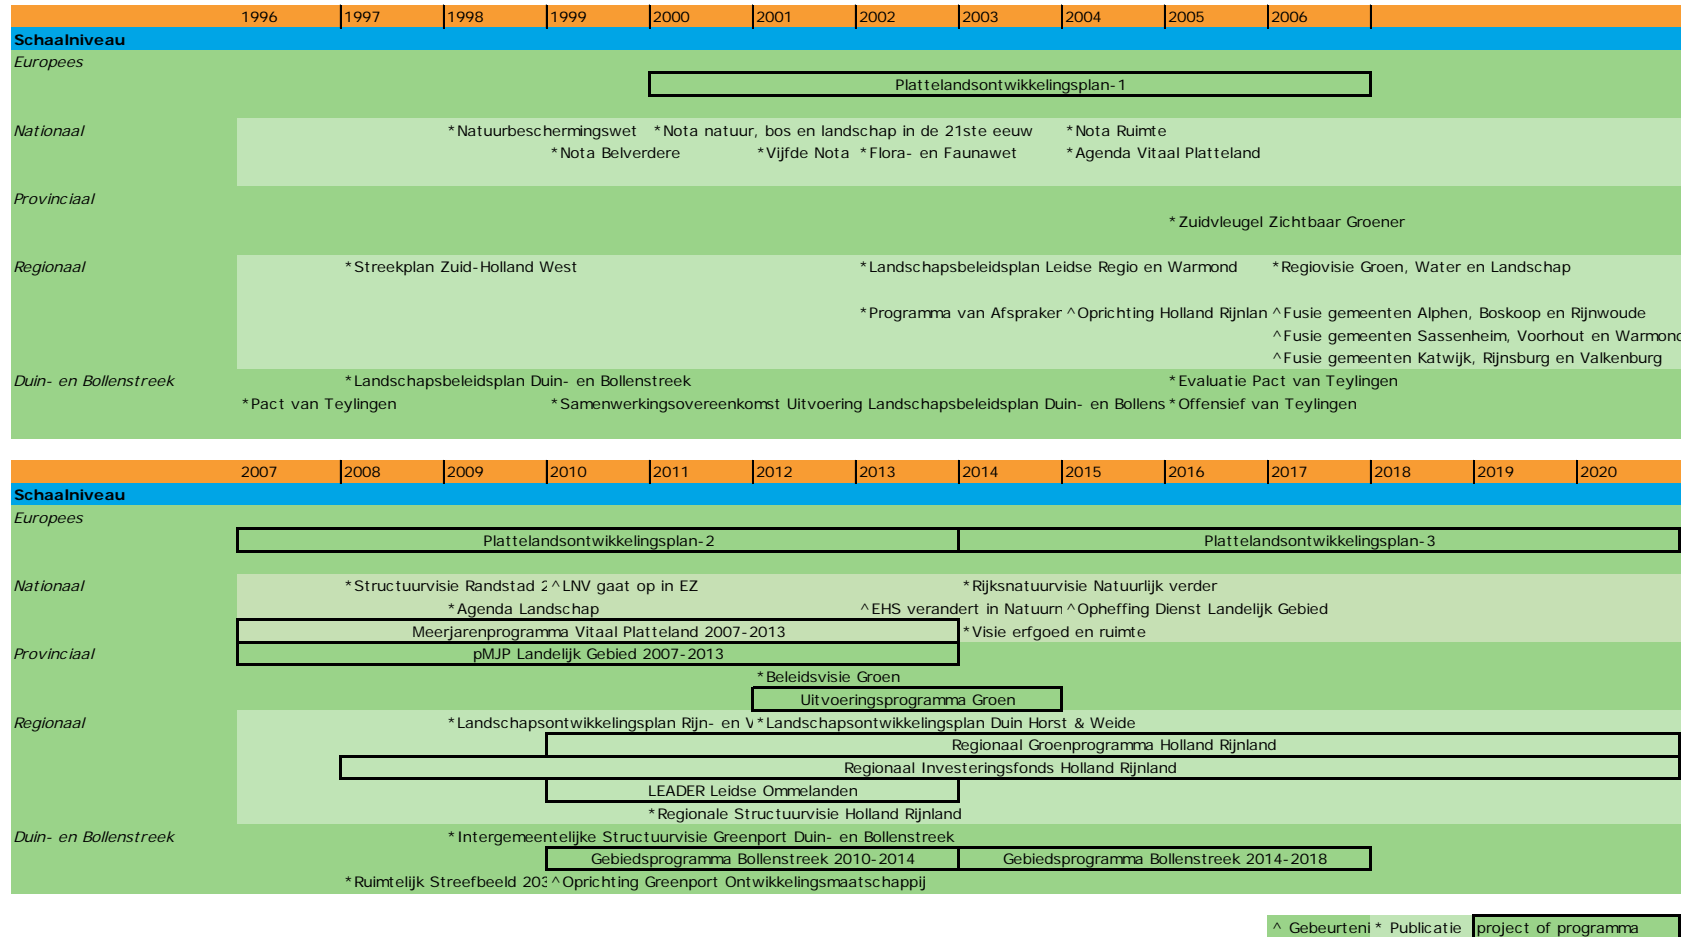 1996 1997 1998 1999 2000 2001 2002 2003 2004 2005 2006
Schaalniveau
Europees
Plattelandsontwikkelingsplan-1
Nationaal *Natuurbeschermingswet *Nota natuur, bos en landschap in de 21ste eeuw *Nota Ruimte
*Nota Belverdere *Vijfde Nota *Flora- en Faunawet *Agenda Vitaal Platteland
Provinciaal
*Zuidvleugel Zichtbaar Groener
Regionaal *Streekplan Zuid-Holland West *Landschapsbeleidsplan Leidse Regio en Warmond *Regiovisie Groen, Water en Landschap
*Programma van Afspraken ^Oprichting Holland Rijnlan ^Fusie gemeenten Alphen, Boskoop en Rijnwoude
^Fusie gemeenten Sassenheim, Voorhout en Warmond
^Fusie gemeenten Katwijk, Rijnsburg en Valkenburg
Duin- en Bollenstreek *Landschapsbeleidsplan Duin- en Bollenstreek *Evaluatie Pact van Teylingen
*Pact van Teylingen *Samenwerkingsovereenkomst Uitvoering Landschapsbeleidsplan Duin- en Bollens *Offensief van Teylingen
2007 2008 2009 2010 2011 2012 2013 2014 2015 2016 2017 2018 2019 2020
Schaalniveau
Europees
Plattelandsontwikkelingsplan-2 Plattelandsontwikkelingsplan-3
Nationaal *Structuurvisie Randstad 2 ^LNV gaat op in EZ *Rijksnatuurvisie Natuurlijk verder
*Agenda Landschap ^EHS verandert in Natuurn ^Opheffing Dienst Landelijk Gebied
Meerjarenprogramma Vitaal Platteland 2007-2013 *Visie erfgoed en ruimte
Provinciaal pMJP Landelijk Gebied 2007-2013
*Beleidsvisie Groen
Uitvoeringsprogramma Groen
Regionaal *Landschapsontwikkelingsplan Rijn- en V *Landschapsontwikkelingsplan Duin Horst & Weide
Regionaal Groenprogramma Holland Rijnland
Regionaal Investeringsfonds Holland Rijnland
LEADER Leidse Ommelanden
*Regionale Structuurvisie Holland Rijnland
Duin- en Bollenstreek *Intergemeentelijke Structuurvisie Greenport Duin- en Bollenstreek
Gebiedsprogramma Bollenstreek 2010-2014 Gebiedsprogramma Bollenstreek 2014-2018
*Ruimtelijk Streefbeeld 203 ^Oprichting Greenport Ontwikkelingsmaatschappij
^ Gebeurteni * Publicatie project of programma